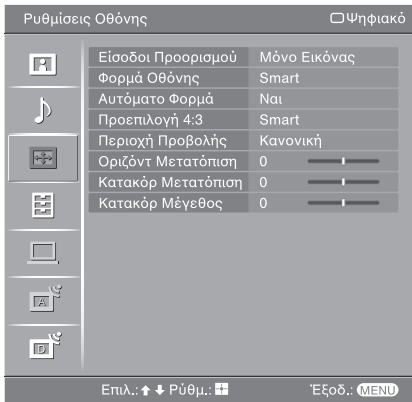 Ρυθμίσεις Οθόνης Ψηφιακό
Είσοδοι Προορισμού Μόνο Εικόνας
Φορμά Οθόνης Smart
Αυτόματο Φορμά Ναι
Προεπιλογή 4:3 Smart
Περιοχή Προβολής Κανονική
Οριζόντ Μετατόπιση 0
Κατακόρ Μετατόπιση 0
Κατακόρ Μέγεθος 0
A
D
Επιλ.: Ρύθμ.: Έξοδ.: MENU